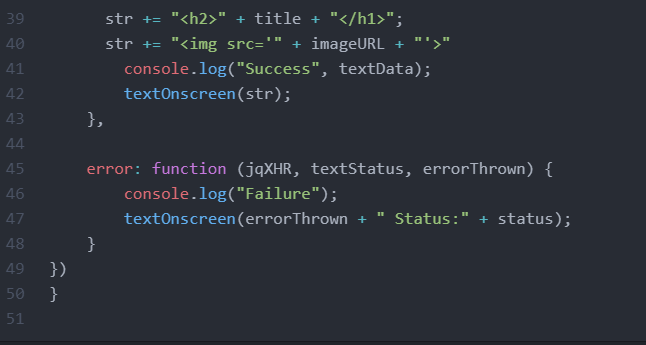 39 str += "<h2>" + title + "</h1>";
40 str += "<img src='" + imageURL + "'>"
41 console.log("Success", textData);
42 textOnscreen(str);
43 },
44
45 error: function (jqXHR, textStatus, errorThrown) {
46 console.log("Failure");
47 textOnscreen(errorThrown + " Status:" + status);
48 }
49 })
50 }
51